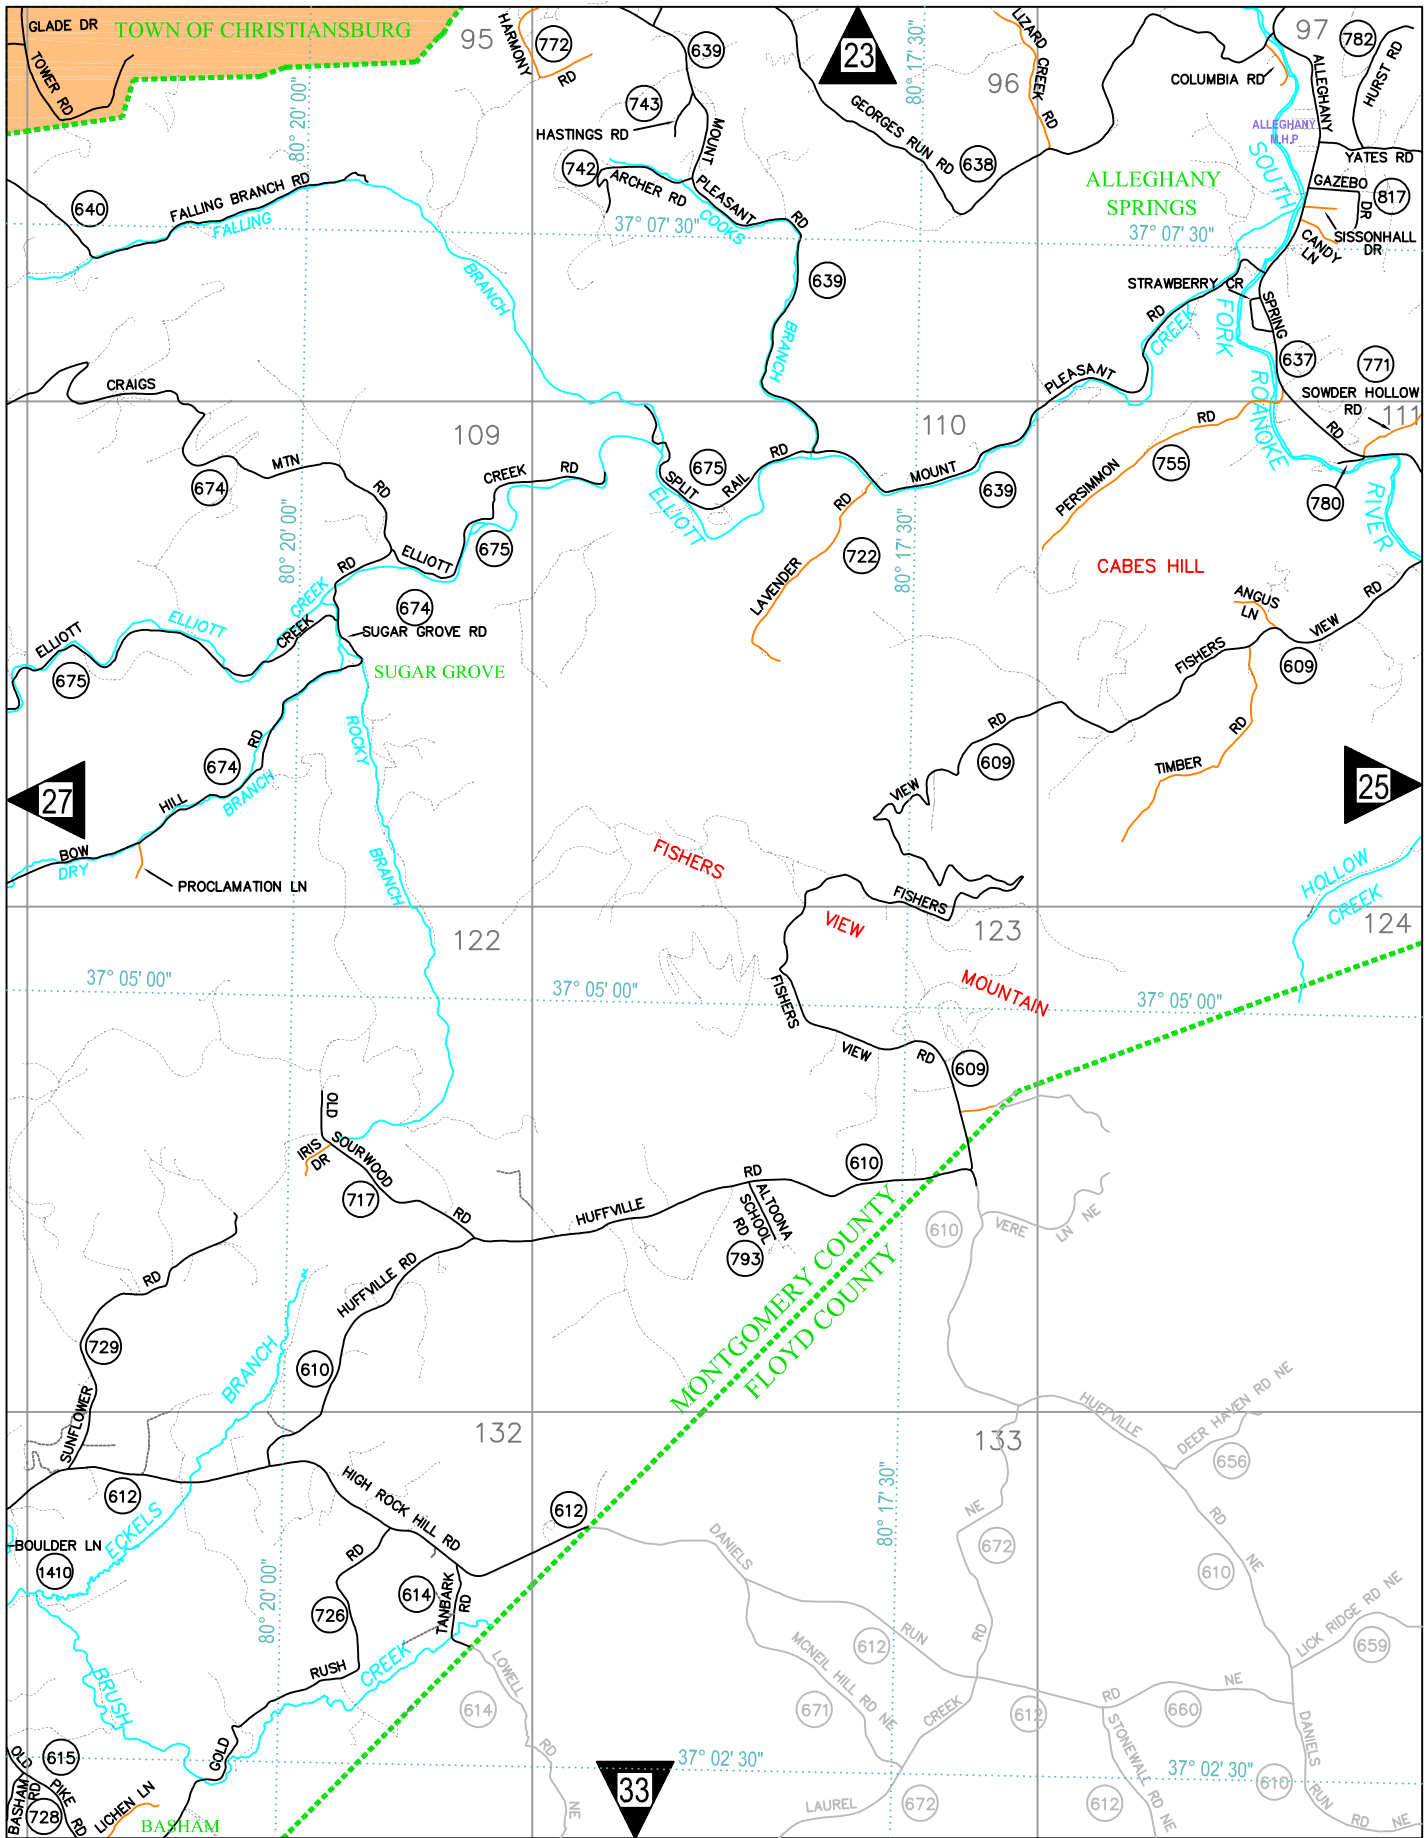 GLADE DR
TOWN OF CHRISTIANSBURG
TOWER RD
95
HARMONY RD
772
639
23
80° 17' 30"
LIZARD CREEK RD
96
97
782
HURST RD
COLUMBIA RD
ALLEGHANY
743
HASTINGS RD
MOUNT PLEASANT RD
GEORGES RUN RD
638
ALLEGHANY
M.H.P
YATES RD
80° 20' 00"
742
ARCHER RD
COOKS BRANCH
ALLEGHANY
SPRINGS
GAZEBO DR
817
640
FALLING BRANCH RD
FALLING BRANCH
37° 07' 30"
37° 07' 30"
SISSONHALL
DR
CANDY
LN
639
STRAWBERRY CR
SPRING RD
SOUTH FORK ROANOKE RIVER
637
771
SOWDER HOLLOW
RD
111
CRAIGS MTN RD
109
110
MOUNT PLEASANT RD
CREEK
674
CREEK RD
675
SPLIT RAIL RD
ELLIOTT
639
PERSIMMON RD
755
780
80° 20' 00"
675
ELLIOTT
RD
LAVENDER RD
722
80° 17' 30"
CABES HILL
ANGUS
LN
674
SUGAR GROVE RD
SUGAR GROVE
ELLIOTT CREEK
ELLIOTT CREEK
675
FISHERS VIEW RD
609
ROCKY BRANCH
674
BOW HILL RD
DRY BRANCH
PROCLAMATION LN
27
VIEW RD
609
TIMBER RD
25
FISHERS
VIEW
MOUNTAIN
FISHERS
HOLLOW
CREEK
122
123
124
37° 05' 00"
37° 05' 00"
37° 05' 00"
FISHERS VIEW RD
609
OLD SOURWOOD RD
IRIS
DR
717
HUFFVILLE RD
610
ALTOONA
SCHOOL
RD
793
MONTGOMERY COUNTY
FLOYD COUNTY
610
VERE LN NE
SUNFLOWER RD
729
HUFFVILLE RD
610
ECKELS BRANCH
132
133
HUFFVILLE RD NE
DEER HAVEN RD NE
656
612
HIGH ROCK HILL RD
612
80° 17' 30"
BOULDER LN
1410
DANIELS RUN RD NE
672
610
LICK RIDGE RD NE
659
614
TANBARK
RD
726
GOLD RUSH RD
80° 20' 00"
BRUSH CREEK
LOWELL RD NE
614
MCNEIL HILL RD NE
612
671
LAUREL CREEK RD NE
672
612
660
STONEWALL RD NE
612
DANIELS RUN RD NE
610
615
OLD PIKE RD
BASHAM RD
728
LICHEN LN
BASHAM
33
37° 02' 30"
37° 02' 30"